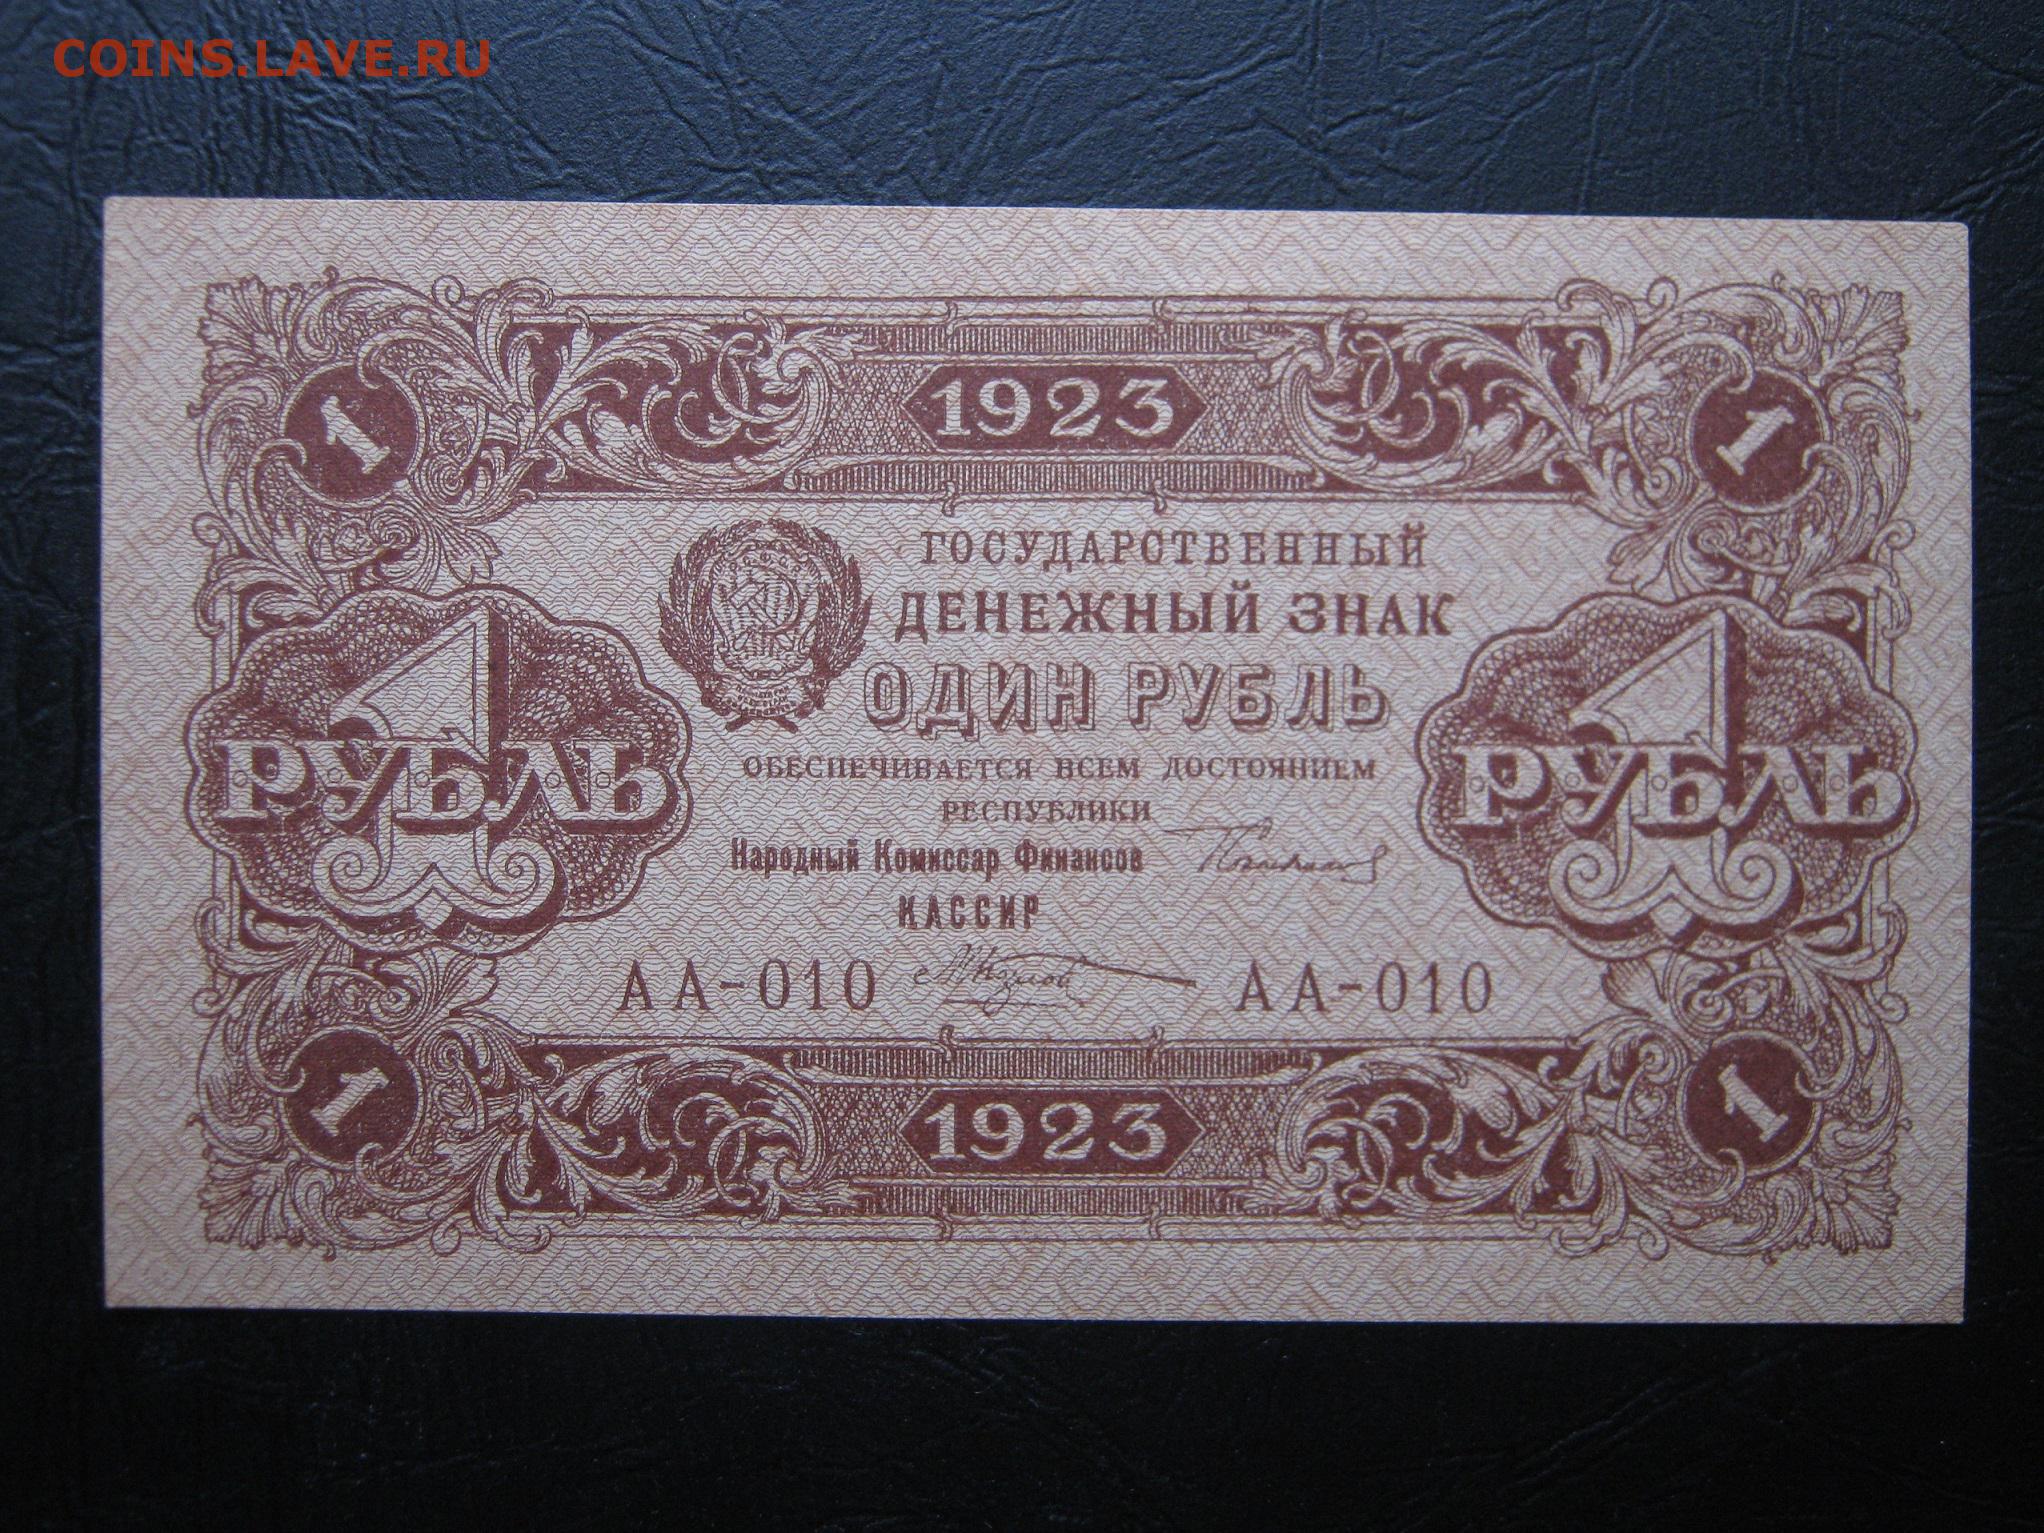 COINS.LAVE.RU
1 1923 1
ГОСУДАРСТВЕННЫЙ
ДЕНЕЖНЫЙ ЗНАК
ОДИН РУБЛЬ
1 РУБЛЬ
1 РУБЛЬ
ОБЕСПЕЧИВАЕТСЯ ВСЕМ ДОСТОЯНИЕМ
РЕСПУБЛИКИ
Народный Комиссар Финансов
КАССИР
АА-010 АА-010
1 1923 1